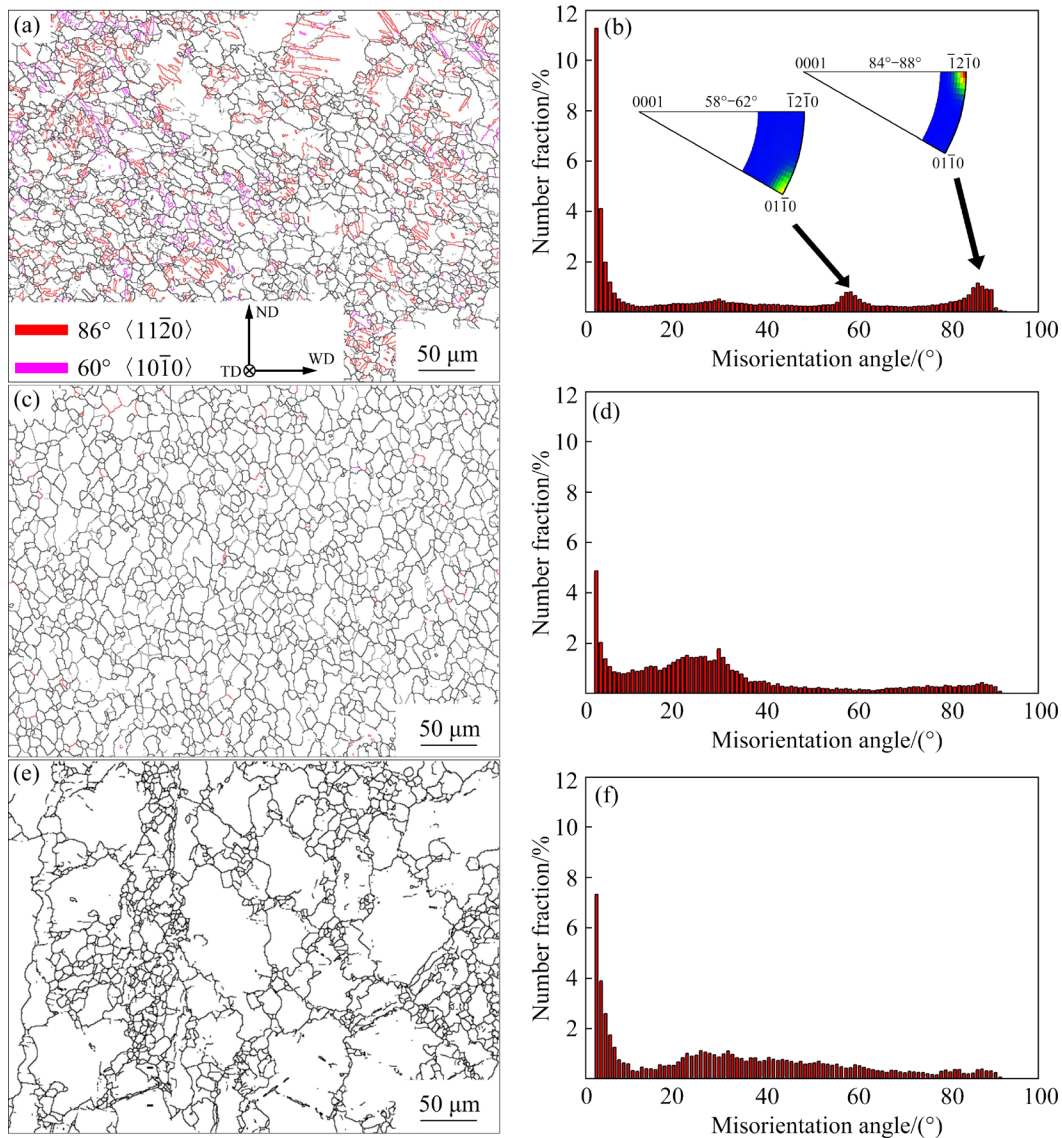 (a)
86° ⟨112̄0⟩
60° ⟨101̄0⟩
ND
TD
WD
50 μm
(b)
Number fraction/%
12
10
8
6
4
2
0001
58°−62°
1̄21̄0
011̄0
0001
84°−88°
1̄21̄0
011̄0
0
20
40
60
80
100
Misorientation angle/(°)
(c)
50 μm
(d)
Number fraction/%
12
10
8
6
4
2
0
20
40
60
80
100
Misorientation angle/(°)
(e)
50 μm
(f)
Number fraction/%
12
10
8
6
4
2
0
20
40
60
80
100
Misorientation angle/(°)